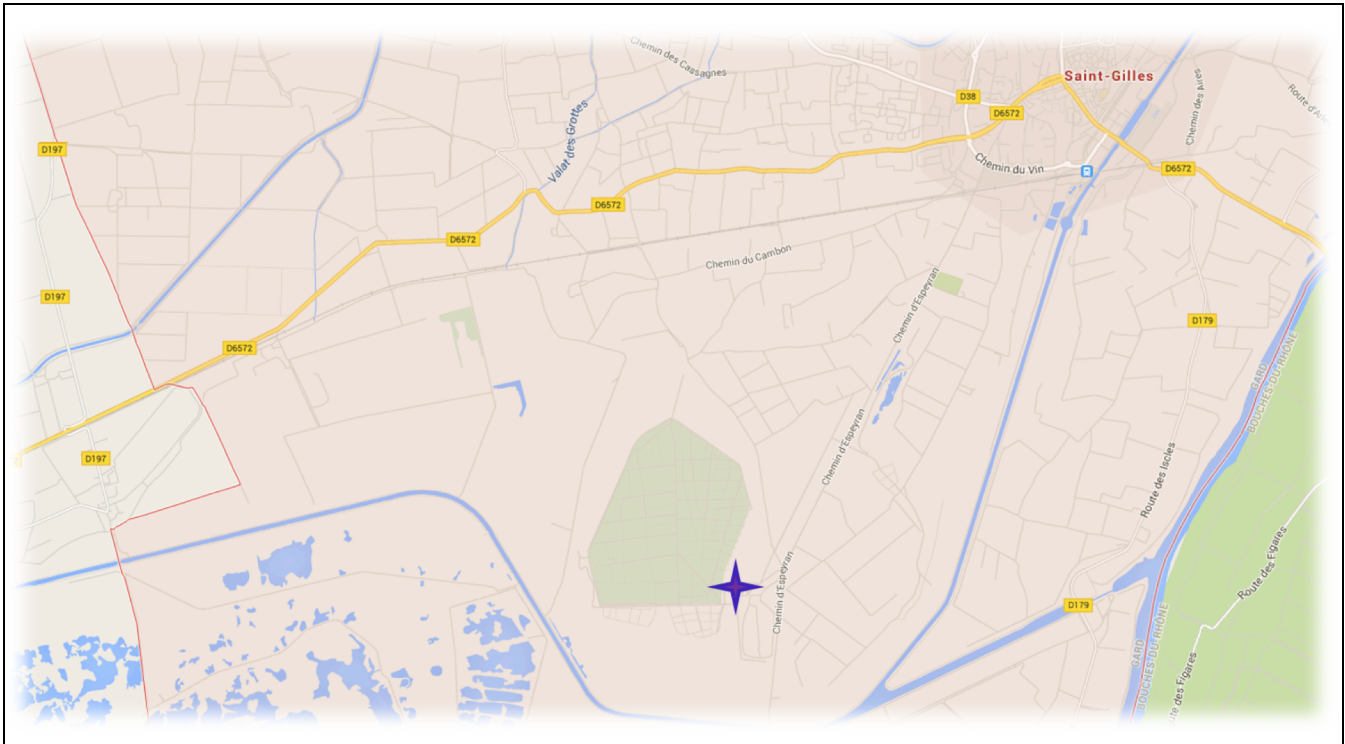 Chemin des Cassagnes
Saint-Gilles
D38
D6572
Chemin des Aires
Route d'Arles
Valat des Grottes
D197
Chemin du Vin
D6572
D6572
D6572
Chemin du Cambon
Chemin d'Espeyran
D197
D179
D6572
GARD
BOUCHES-DU-RHÔNE
Chemin d'Espeyran
D197
Route des Iscles
Chemin d'Espeyran
Route des Figares
D179
GARD
BOUCHES-DU-RHÔNE
des Figares